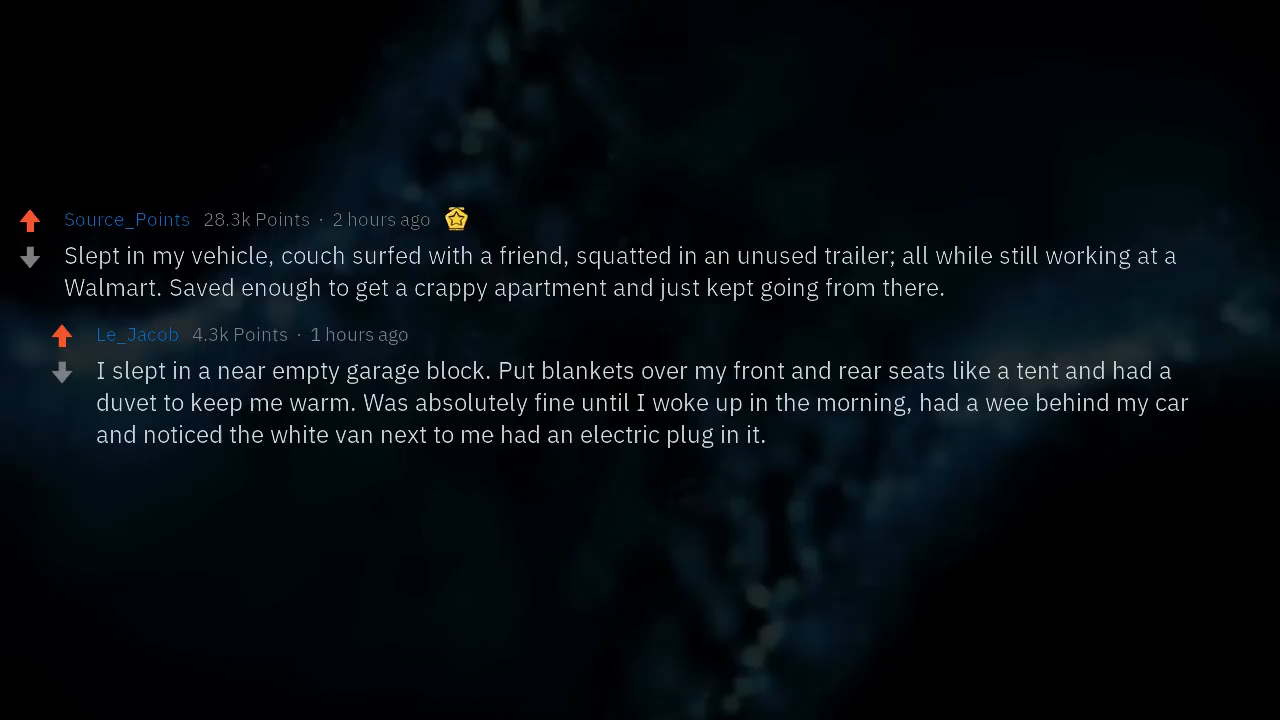 Source_Points 28.3k Points · 2 hours ago
Slept in my vehicle, couch surfed with a friend, squatted in an unused trailer; all while still working at a
Walmart. Saved enough to get a crappy apartment and just kept going from there.
Le_Jacob 4.3k Points · 1 hours ago
I slept in a near empty garage block. Put blankets over my front and rear seats like a tent and had a
duvet to keep me warm. Was absolutely fine until I woke up in the morning, had a wee behind my car
and noticed the white van next to me had an electric plug in it.